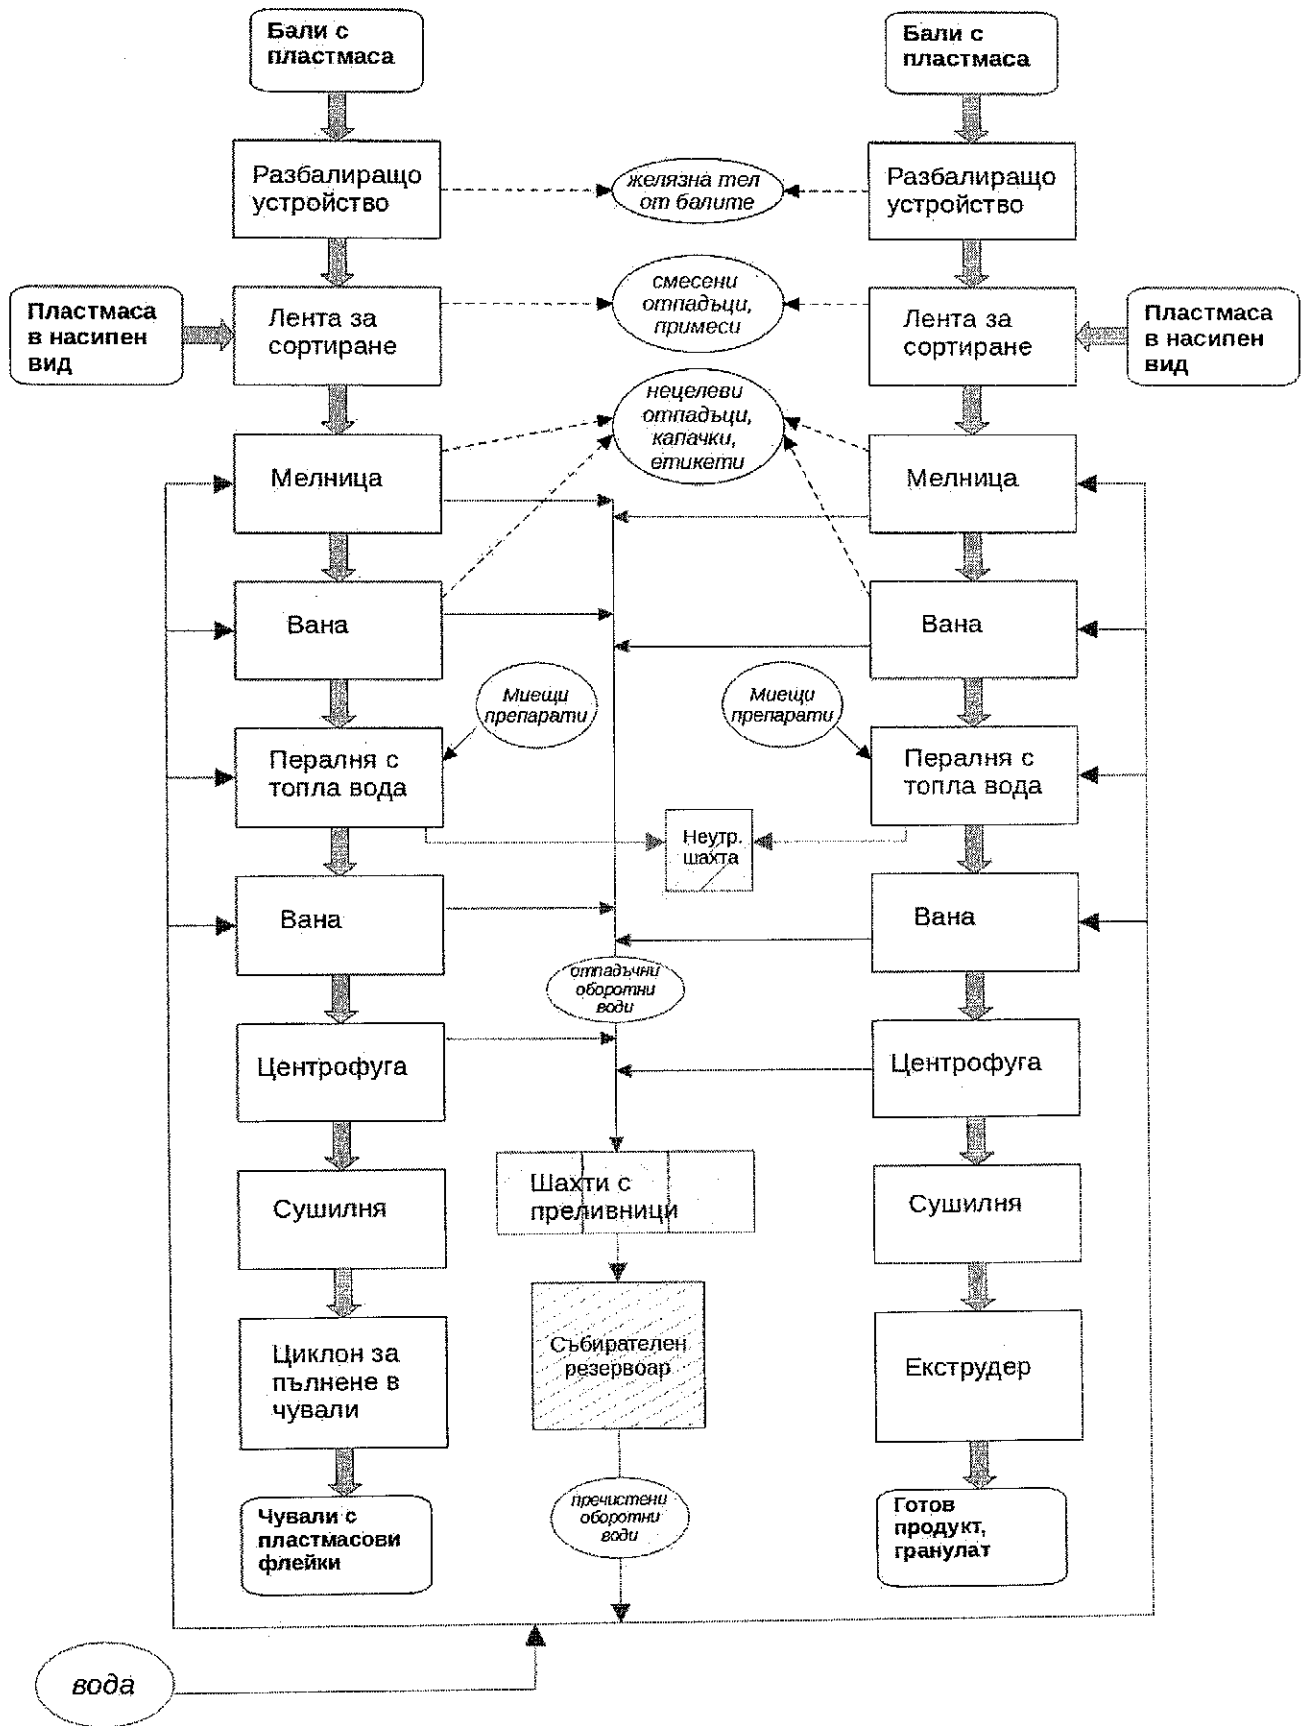 Бали с
пластмаса
Бали с
пластмаса
Разбалиращо
устройство
желязна тел
от балите
Разбалиращо
устройство
Пластмаса
в насипен
вид
Лента за
сортиране
смесени
отпадъци,
примеси
Лента за
сортиране
Пластмаса
в насипен
вид
нецелеви
отпадъци,
капачки,
етикети
Мелница
Мелница
Вана
Вана
Миещи
препарати
Миещи
препарати
Пералня с
топла вода
Пералня с
топла вода
Неутр.
шахта
Вана
Вана
отпадъчни
оборотни
води
Центрофуга
Центрофуга
Шахти с
преливници
Сушилня
Сушилня
Циклон за
пълнене в
чували
Събирателен
резервоар
Екструдер
Чували с
пластмасови
флейки
пречистени
оборотни
води
Готов
продукт,
гранулат
вода